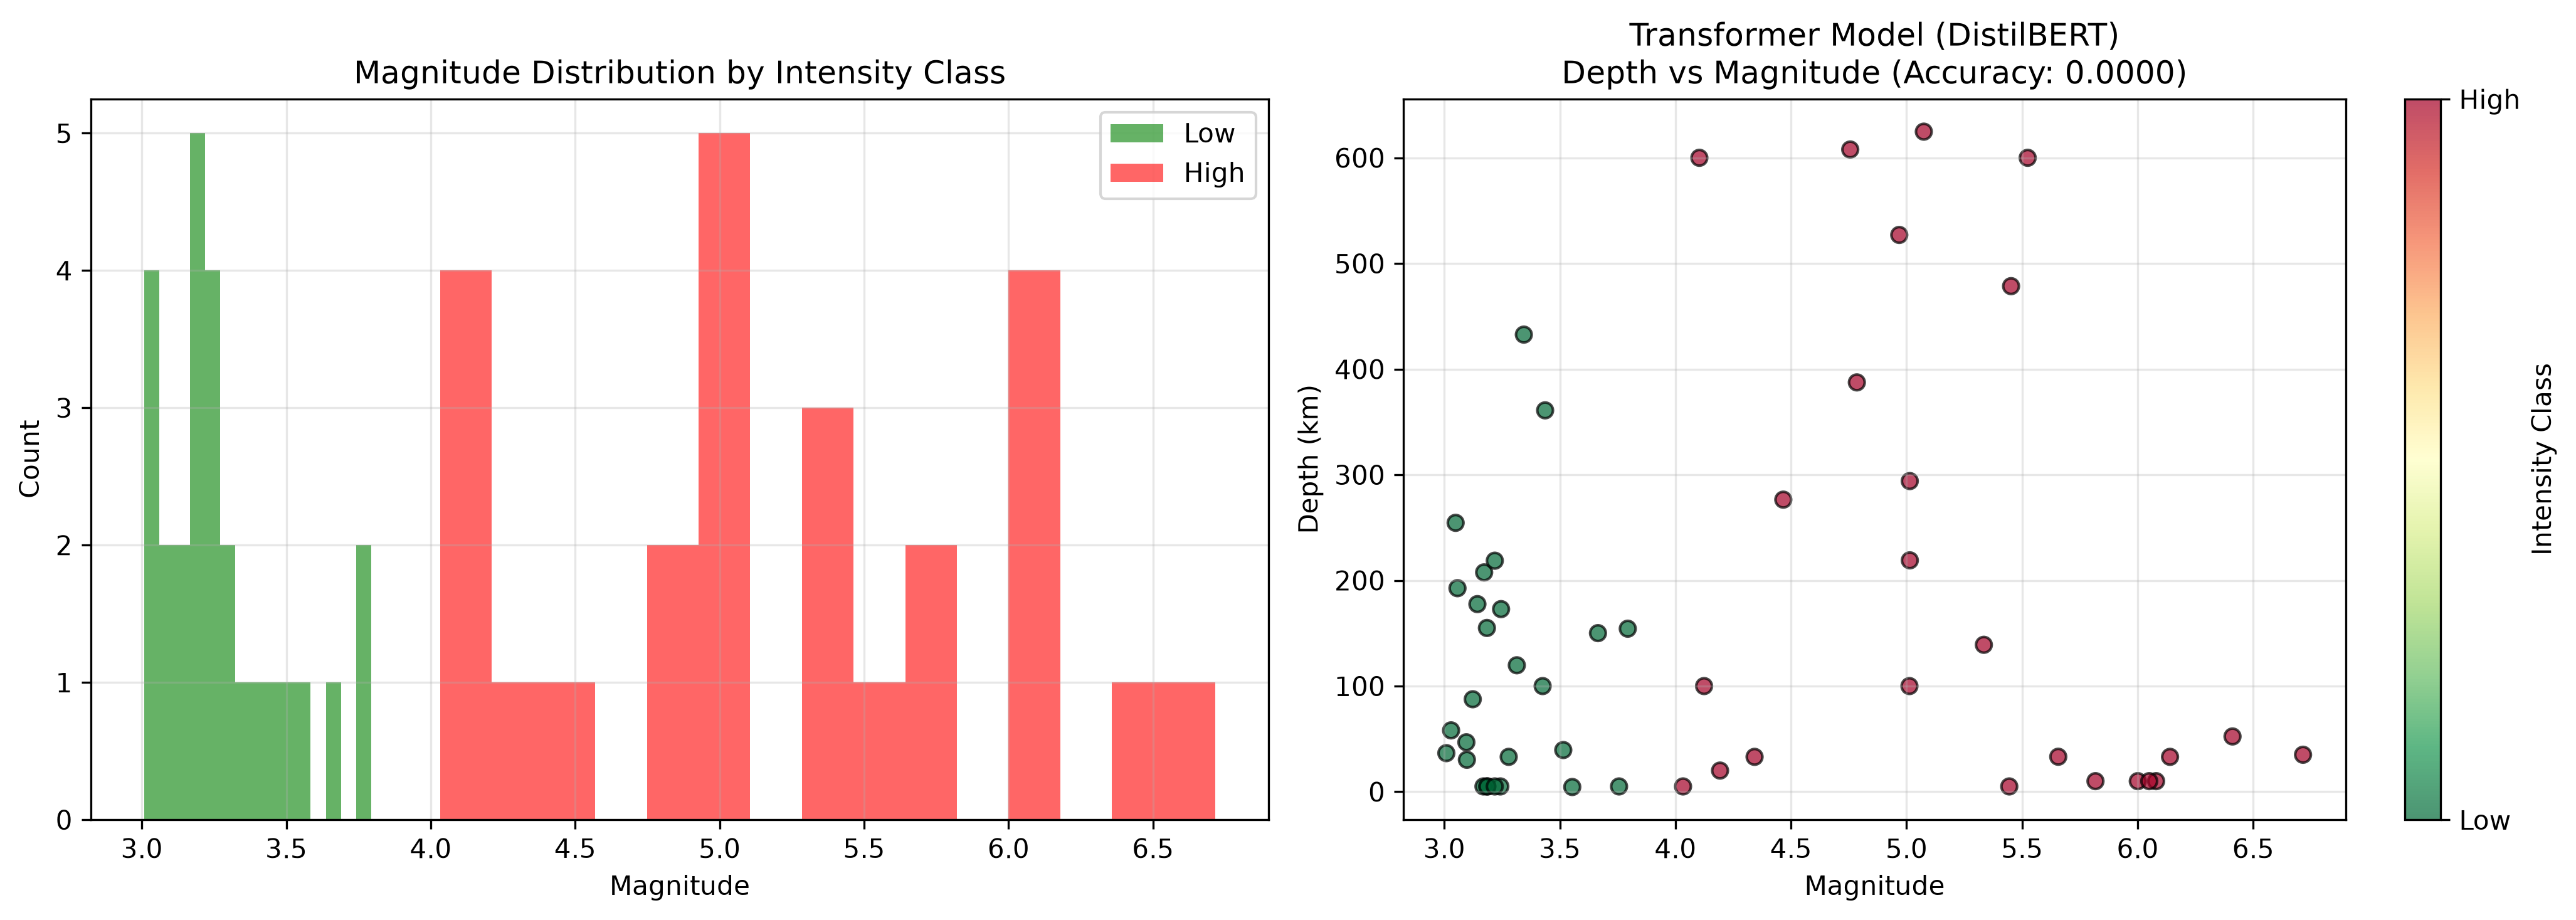 Magnitude Distribution by Intensity Class
Count
5
4
3
2
1
0
3.0 3.5 4.0 4.5 5.0 5.5 6.0 6.5
Magnitude
Low
High
Transformer Model (DistilBERT)
Depth vs Magnitude (Accuracy: 0.0000)
Depth (km)
600
500
400
300
200
100
0
3.0 3.5 4.0 4.5 5.0 5.5 6.0 6.5
Magnitude
High
Low
Intensity Class